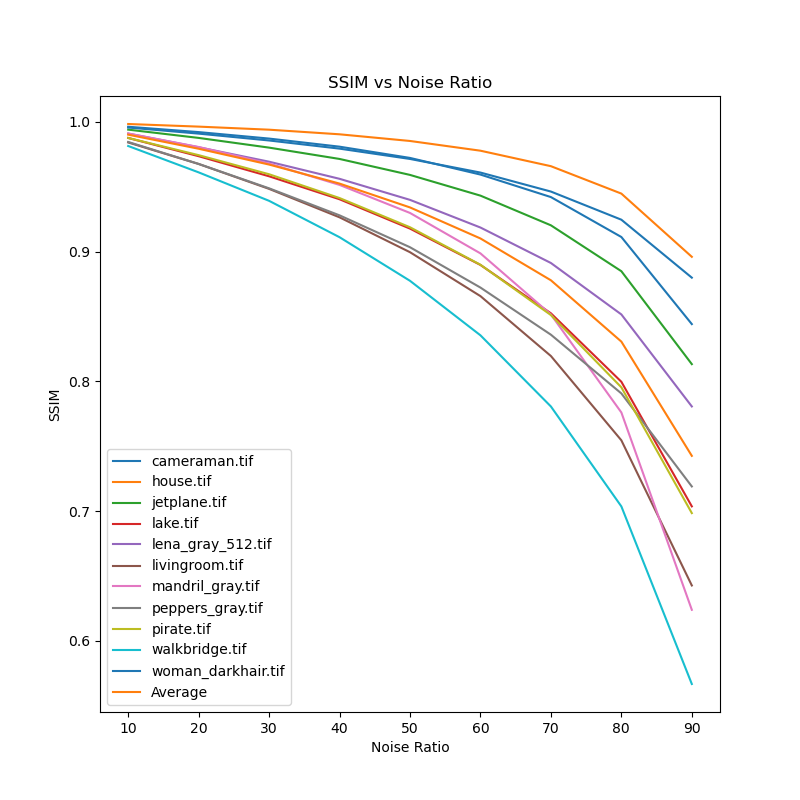 SSIM vs Noise Ratio
1.0
0.9
0.8
0.7
0.6
SSIM
cameraman.tif
house.tif
jetplane.tif
lake.tif
lena_gray_512.tif
livingroom.tif
mandril_gray.tif
peppers_gray.tif
pirate.tif
walkbridge.tif
woman_darkhair.tif
Average
10 20 30 40 50 60 70 80 90
Noise Ratio